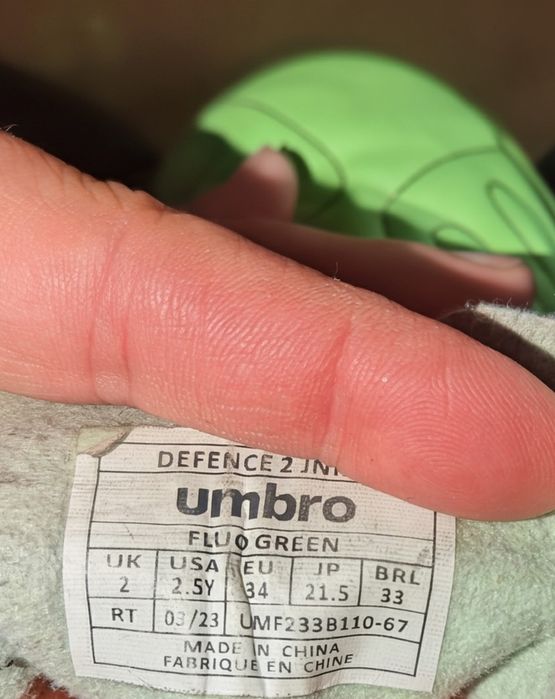 DEFENCE 2
umbro
FLUO GREEN
UK USA EU JP BRL
2 2.5Y 34 21.5 33
RT 03/23 UMF233B110-67
MADE IN CHINA
FABRIQUE EN CHINE